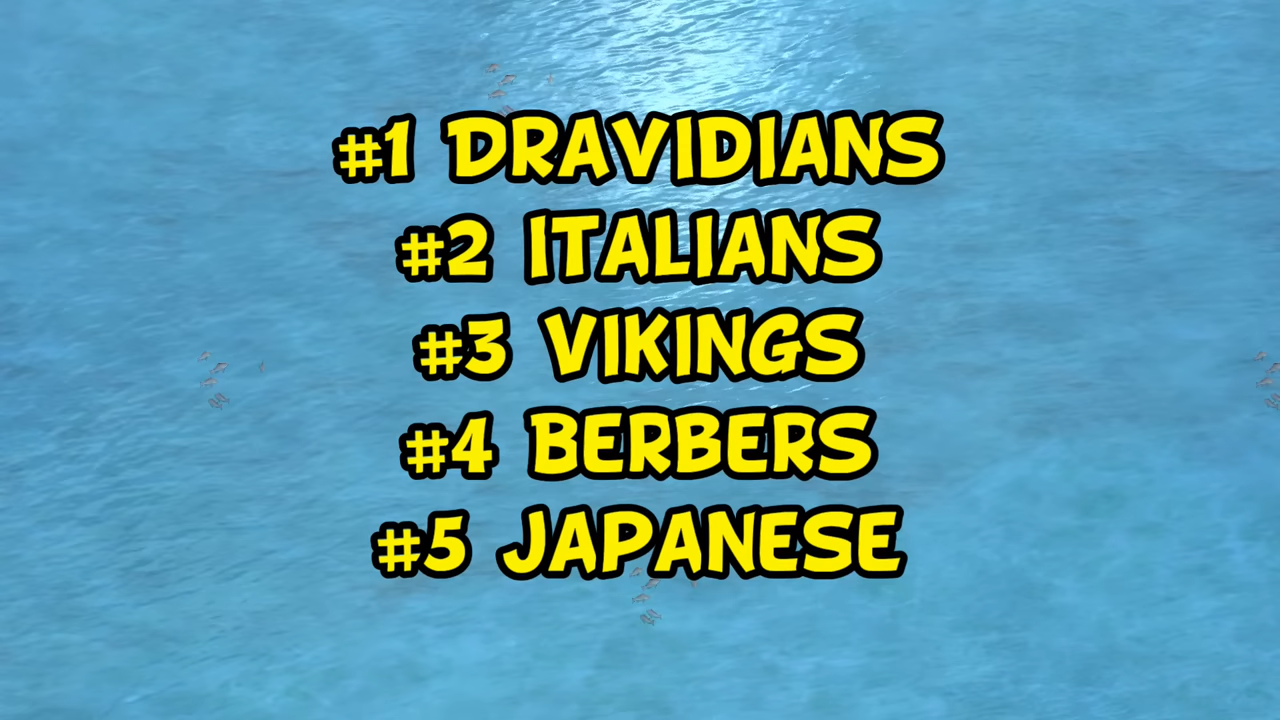 #1 DRAVIDIANS
#2 ITALIANS
#3 VIKINGS
#4 BERBERS
#5 JAPANESE